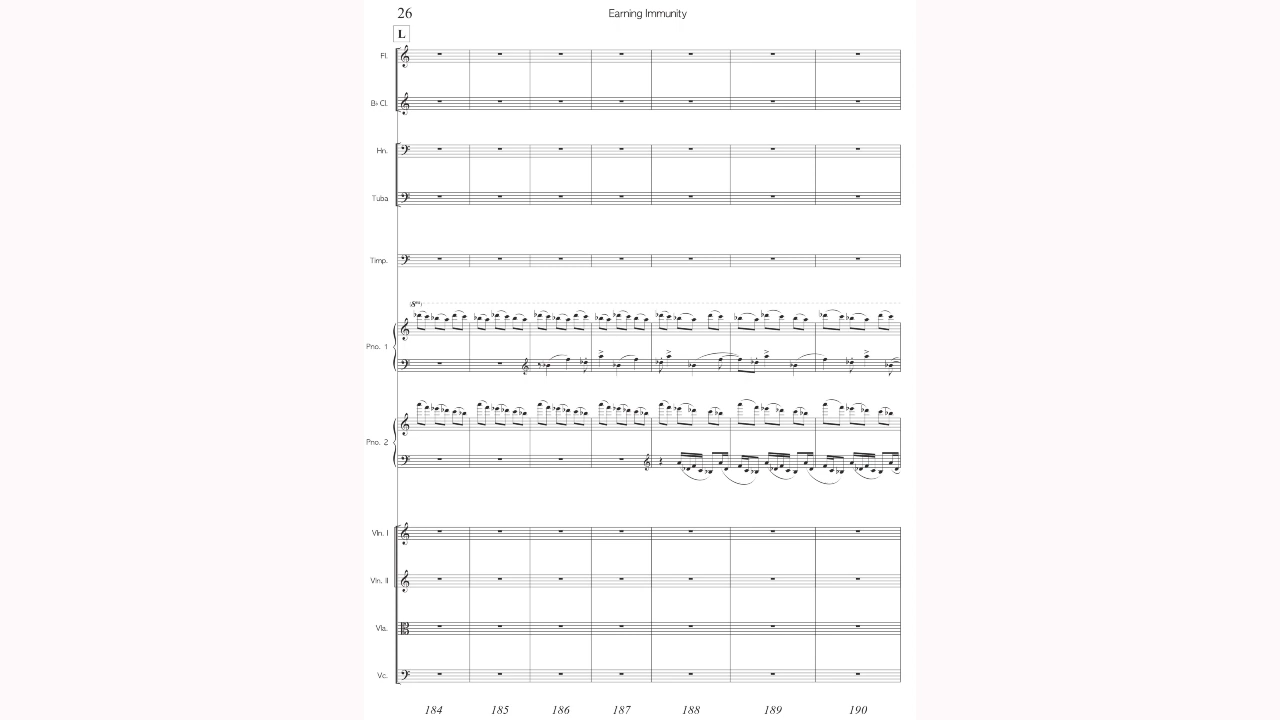 26
Earning Immunity
L
Fl.
B♭ Cl.
Hn.
Tuba
Timp.
(8va)
Pno. 1
Pno. 2
Vln. I
Vln. II
Vla.
Vc.
184 185 186 187 188 189 190